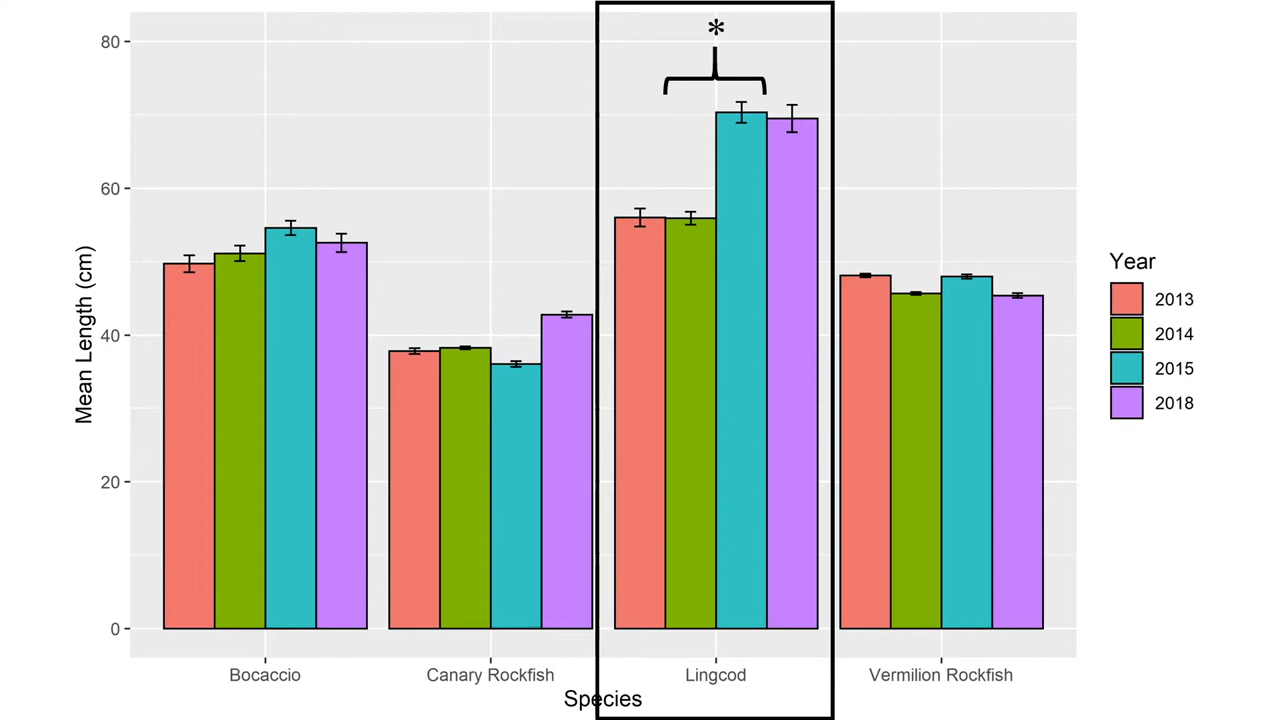 *
80
60
40
20
0
Mean Length (cm)
Bocaccio
Canary Rockfish
Lingcod
Vermilion Rockfish
Species
Year
2013
2014
2015
2018